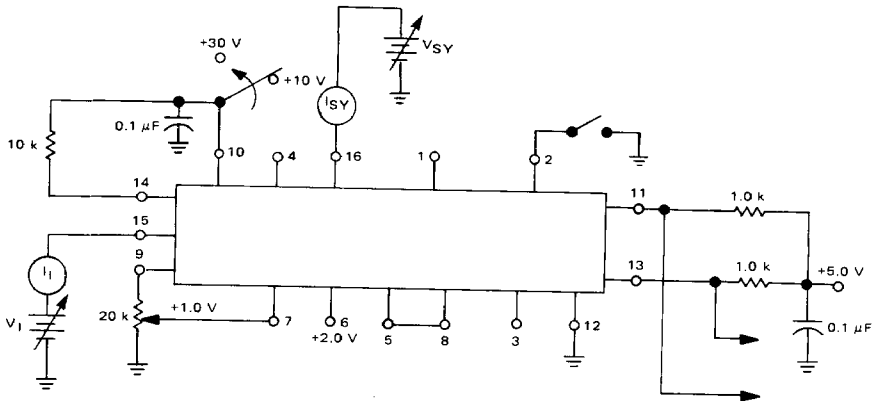 +30 V
+10 V
V_SY
I_SY
0.1 µF
10 k
10
4
16
1
2
14
11
1.0 k
15
9
13
1.0 k
+5.0 V
I_I
V_I
20 k
+1.0 V
7
6
+2.0 V
5
8
3
12
0.1 µF